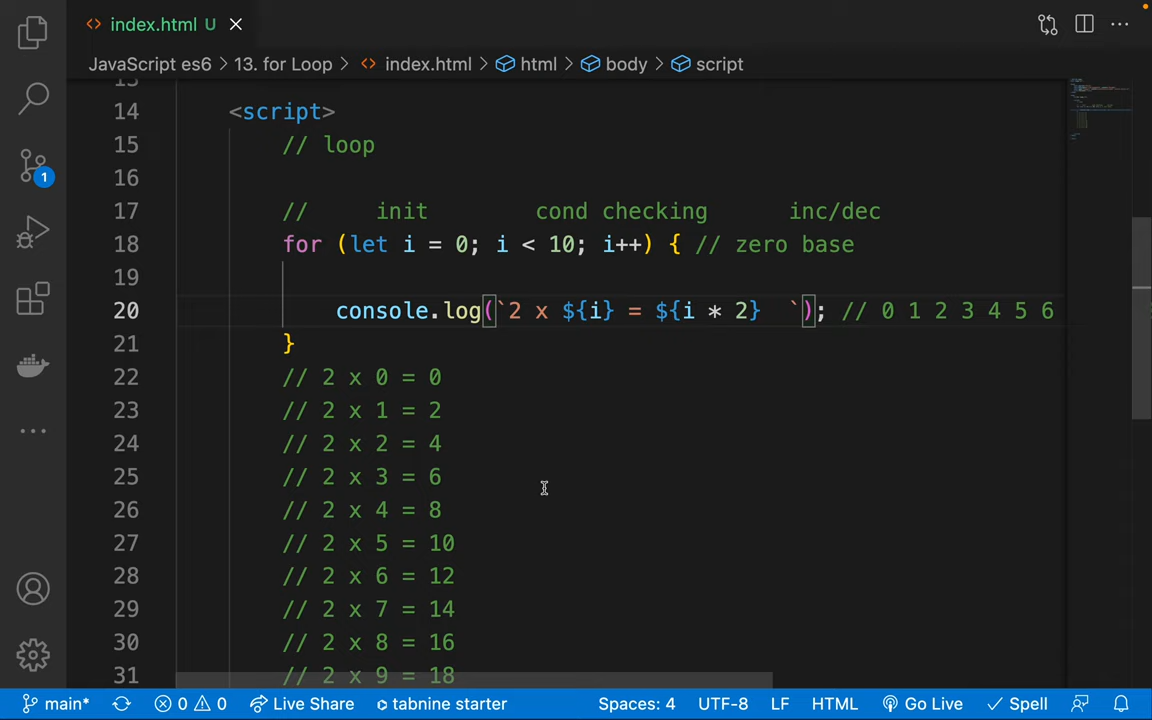 index.html U
JavaScript es6 > 13. for Loop > index.html > html > body > script
14 <script>
15 // loop
16
17 // init cond checking inc/dec
18 for (let i = 0; i < 10; i++) { // zero base
19
20 console.log(`2 x ${i} = ${i * 2}  `); // 0 1 2 3 4 5 6
21 }
22 // 2 x 0 = 0
23 // 2 x 1 = 2
24 // 2 x 2 = 4
25 // 2 x 3 = 6
26 // 2 x 4 = 8
27 // 2 x 5 = 10
28 // 2 x 6 = 12
29 // 2 x 7 = 14
30 // 2 x 8 = 16
31 // 2 x 9 = 18
1
main* 0 0 Live Share tabnine starter Spaces: 4 UTF-8 LF HTML Go Live Spell